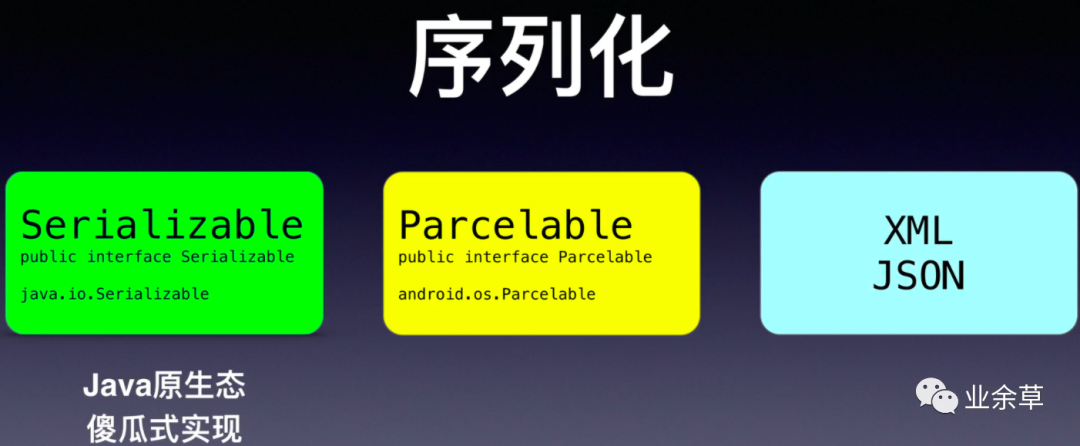 序列化
Serializable
public interface Serializable
java.io.Serializable
Parcelable
public interface Parcelable
android.os.Parcelable
XML
JSON
Java原生态
傻瓜式实现
业余草